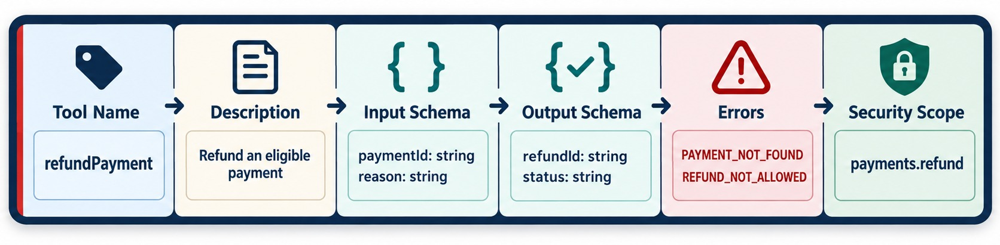 Tool Name
refundPayment
Description
Refund an eligible
payment
Input Schema
paymentId: string
reason: string
Output Schema
refundId: string
status: string
Errors
PAYMENT_NOT_FOUND
REFUND_NOT_ALLOWED
Security Scope
payments.refund